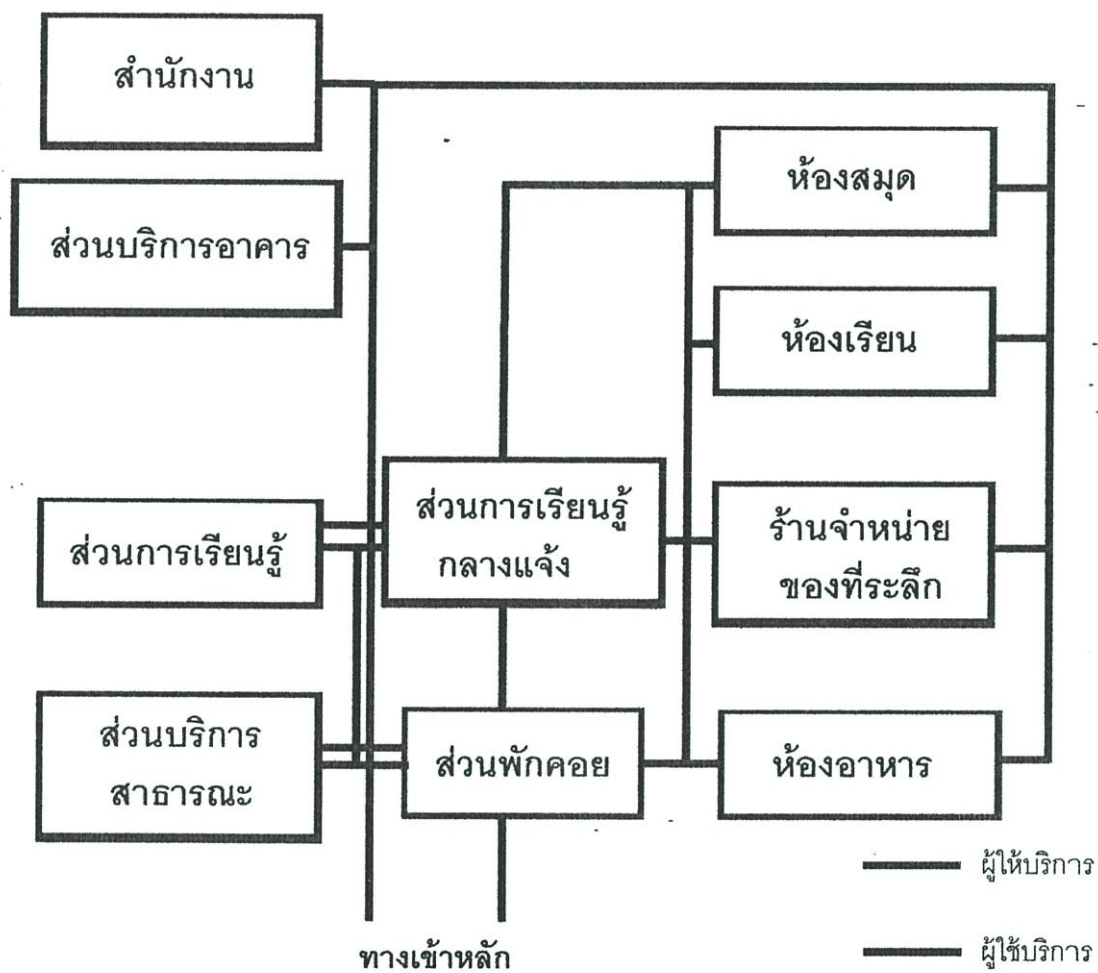 สำนักงาน
ห้องสมุด
ส่วนบริการอาคาร
ห้องเรียน
ส่วนการเรียนรู้
ส่วนการเรียนรู้
กลางแจ้ง
ร้านจำหน่าย
ของที่ระลึก
ส่วนบริการ
สาธารณะ
ส่วนพักคอย
ห้องอาหาร
ผู้ให้บริการ
ทางเข้าหลัก
ผู้ใช้บริการ